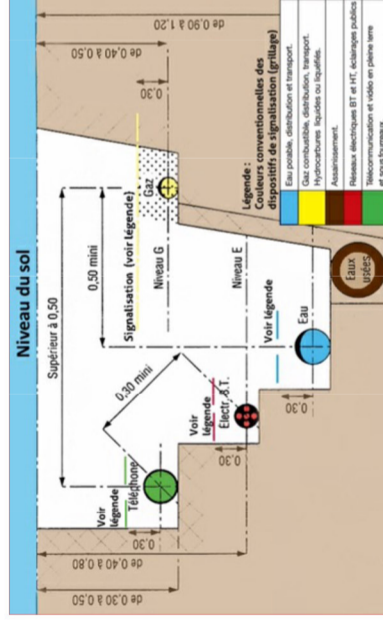 Niveau du sol
Supérieur à 0,50
0,50 mini
0,30 mini
Signalisation (voir légende)
Gaz
Niveau G
Niveau E
Voir
légende
Téléphone
Voir
légende
Electr. B.T.
Voir légende
Eau
Eaux
usées
0,30
0,30
0,30
0,30
de 0,30 à 0,50
de 0,40 à 0,80
de 0,40 à 0,50
de 0,90 à 1,20
Légende :
Couleurs conventionnelles des
dispositifs de signalisation (grillage)
Eau potable, distribution et transport.
Gaz combustible, distribution, transport.
Hydrocarbures liquides ou liquéfiés.
Assainissement.
Réseaux électriques BT et HT, éclairages publics
Télécommunication et vidéo en pleine terre
et sous fourreaux.